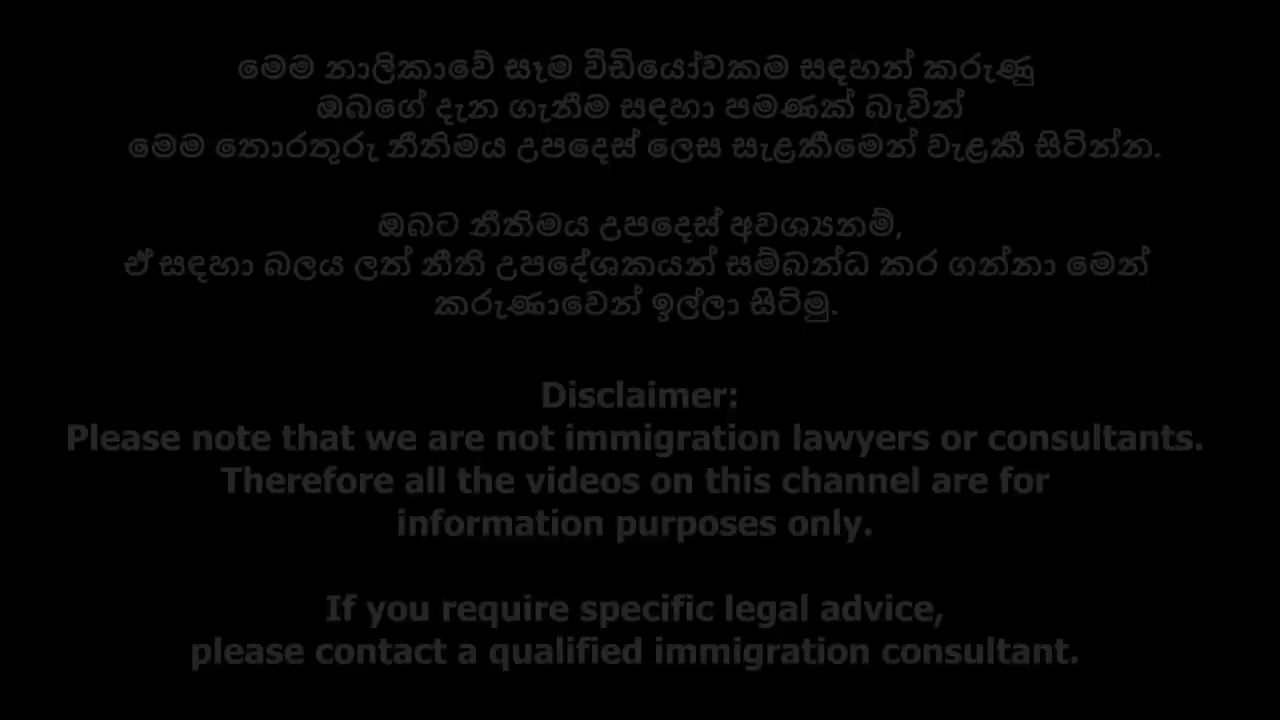 මෙම නාලිකාවේ සෑම වීඩියෝවකම සඳහන් කරුණු
ඔබගේ දැන ගැනීම සඳහා පමණක් බැවින්
මෙම තොරතුරු නීතිමය උපදෙස් ලෙස සැළකීමෙන් වැළකී සිටින්න.
ඔබට නීතිමය උපදෙස් අවශ්‍යනම්,
ඒ සඳහා බලය ලත් නීති උපදේශකයන් සම්බන්ධ කර ගන්නා මෙන්
කරුණාවෙන් ඉල්ලා සිටිමු.
Disclaimer:
Please note that we are not immigration lawyers or consultants.
Therefore all the videos on this channel are for
information purposes only.
If you require specific legal advice,
please contact a qualified immigration consultant.